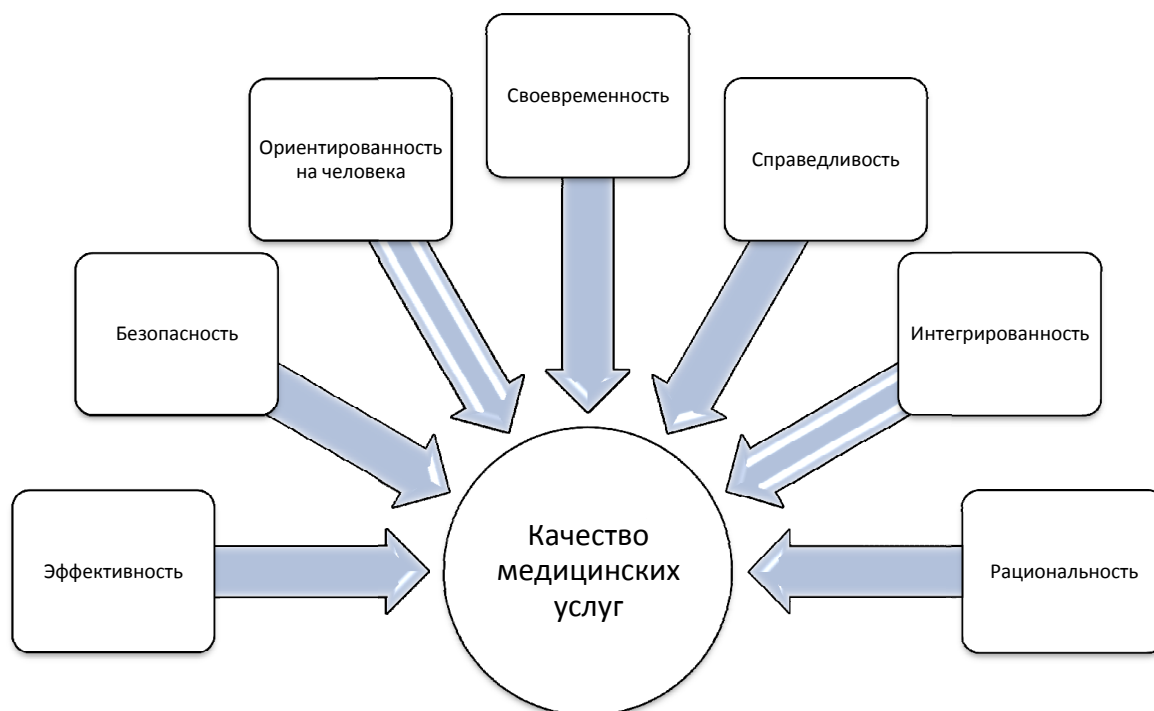 Своевременность
Ориентированность
на человека
Справедливость
Безопасность
Интегрированность
Эффективность
Качество
медицинских
услуг
Рациональность